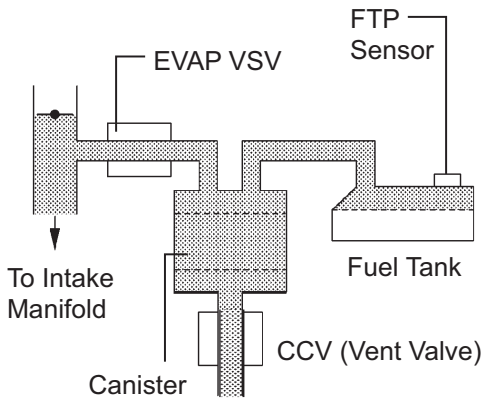 FTP
Sensor
EVAP VSV
To Intake
Manifold
Fuel Tank
CCV (Vent Valve)
Canister